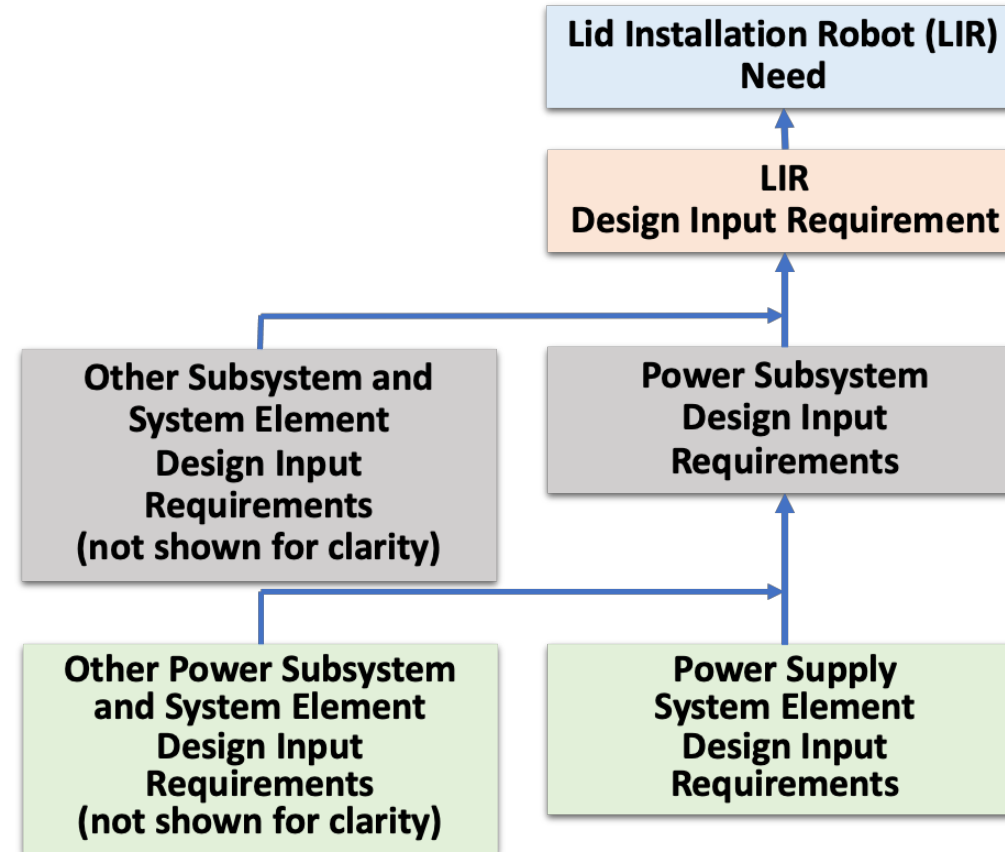 Lid Installation Robot (LIR)
Need
LIR
Design Input Requirement
Other Subsystem and
System Element
Design Input
Requirements
(not shown for clarity)
Power Subsystem
Design Input
Requirements
Other Power Subsystem
and System Element
Design Input
Requirements
(not shown for clarity)
Power Supply
System Element
Design Input
Requirements